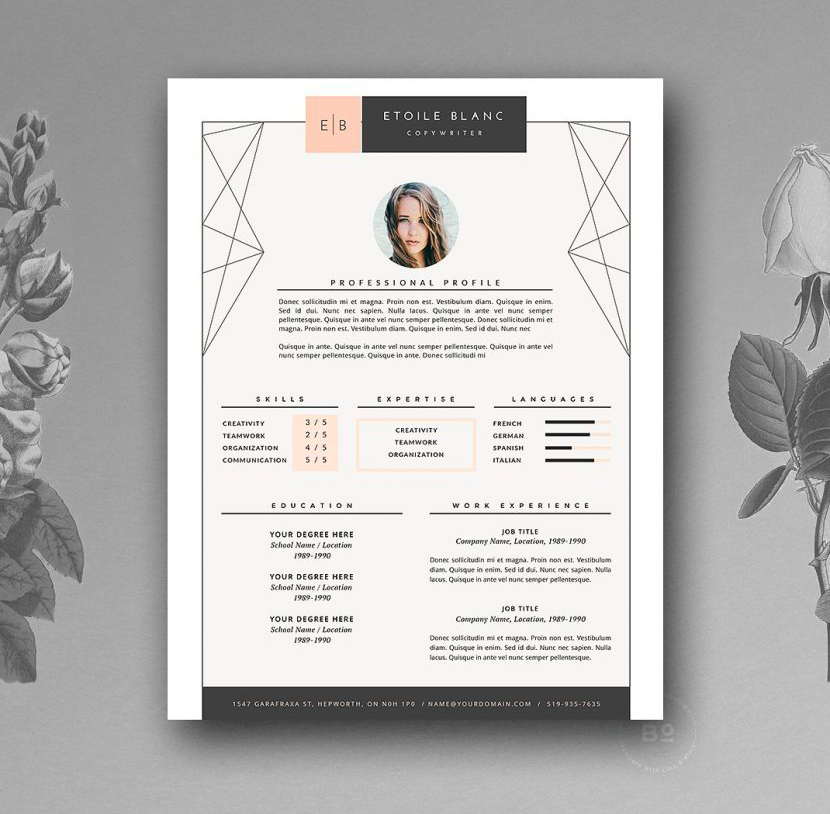 E|B
ETOILE BLANC
COPYWRITER
PROFESSIONAL PROFILE
Donec sollicitudin mi et magna. Proin non est. Vestibulum diam. Quisque in enim.
Sed id dui. Nunc nec sapien. Nulla lacus. Quisque in ante vel nunc semper
pellentesque. Quisque in ante vel nunc semper pellentesque. Donec sollicitudin mi et
magna. Proin non est. Vestibulum diam. Quisque in enim. Sed id dui. Nunc nec
Quisque in ante. Quisque in ante vel nunc semper pellentesque. Quisque in ante vel
nunc semper pellentesque. Quisque in ante. Donec sollicitudi mi
SKILLS
CREATIVITY 3 / 5
TEAMWORK 2 / 5
ORGANIZATION 4 / 5
COMMUNICATION 5 / 5
EXPERTISE
CREATIVITY
TEAMWORK
ORGANIZATION
LANGUAGES
FRENCH
GERMAN
SPANISH
ITALIAN
EDUCATION
YOUR DEGREE HERE
School Name / Location
1989-1990
YOUR DEGREE HERE
School Name / Location
1989-1990
YOUR DEGREE HERE
School Name / Location
1989-1990
WORK EXPERIENCE
JOB TITLE
Company Name, Location, 1989-1990
Donec sollicitudin mi et magna. Proin non est. Vestibulum
diam. Quisque in enim. Sed id dui. Nunc nec sapien. Nulla
lacus. Quisque in ante vel nunc semper pellentesque.
JOB TITLE
Company Name, Location, 1989-1990
Donec sollicitudin mi et magna. Proin non est. Vestibulum
diam. Quisque in enim. Sed id dui. Nunc nec sapien. Nulla
lacus. Quisque in ante vel nunc semper pellentesque.
1547 GARAFRAXA ST, HEPWORTH, ON N0H 1P0 / NAME@YOURDOMAIN.COM / 519-935-7635